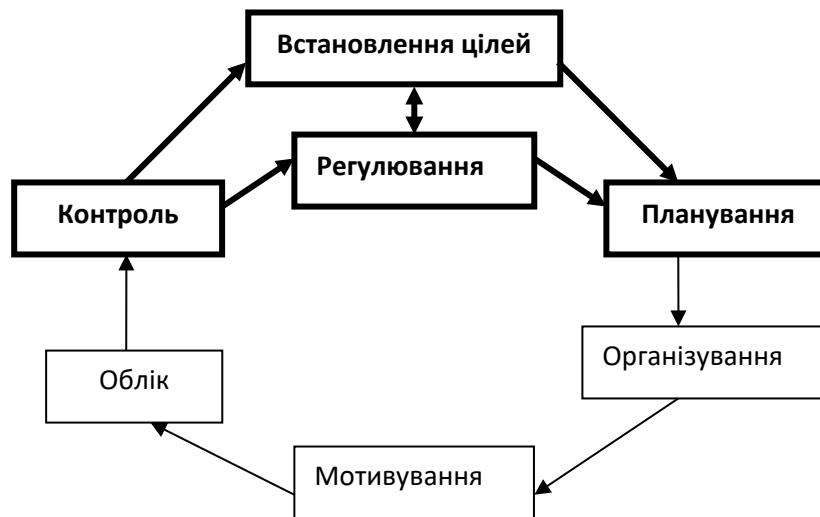 Встановлення цілей
Регулювання
Контроль
Планування
Організування
Облік
Мотивування